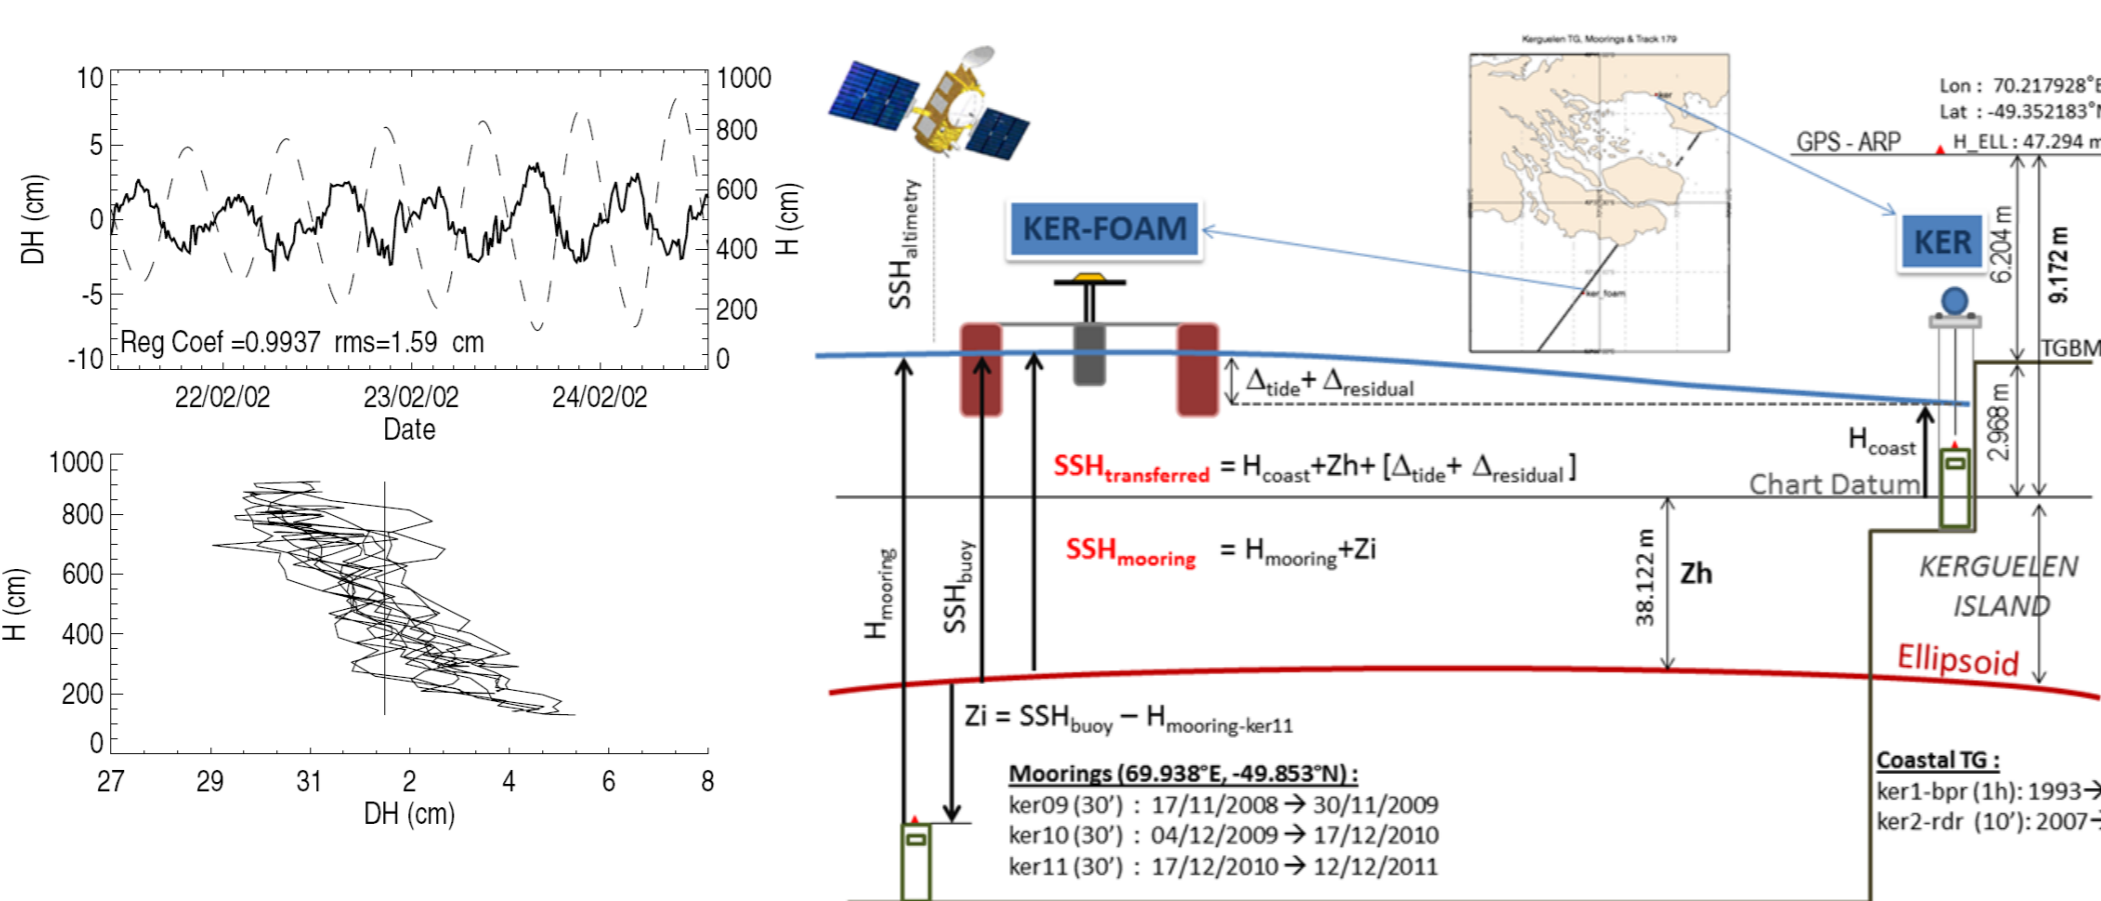 10
5
0
-5
-10
DH (cm)
1000
800
600
400
200
0
H (cm)
Reg Coef =0.9937 rms=1.59 cm
22/02/02
23/02/02
24/02/02
Date
1000
800
600
400
200
0
H (cm)
27
29
31
2
4
6
8
DH (cm)
SSHaltimetry
KER-FOAM
Kerguelen TG, Moorings & Track 179
ker
ker_foam
Lon : 70.217928°E
Lat : -49.352183°N
GPS - ARP
H_ELL : 47.294 m
KER
6.204 m
9.172 m
TGBM
2.968 m
Δtide+ Δresidual
Hcoast
SSHtransferred = Hcoast+Zh+ [Δtide+ Δresidual]
Chart Datum
SSHmooring = Hmooring+Zi
Hmooring
SSHbuoy
38.122 m
Zh
KERGUELEN
ISLAND
Ellipsoid
Zi = SSHbuoy – Hmooring-ker11
Moorings (69.938°E, -49.853°N) :
ker09 (30’) : 17/11/2008 → 30/11/2009
ker10 (30’) : 04/12/2009 → 17/12/2010
ker11 (30’) : 17/12/2010 → 12/12/2011
Coastal TG :
ker1-bpr (1h): 1993→
ker2-rdr (10’): 2007→